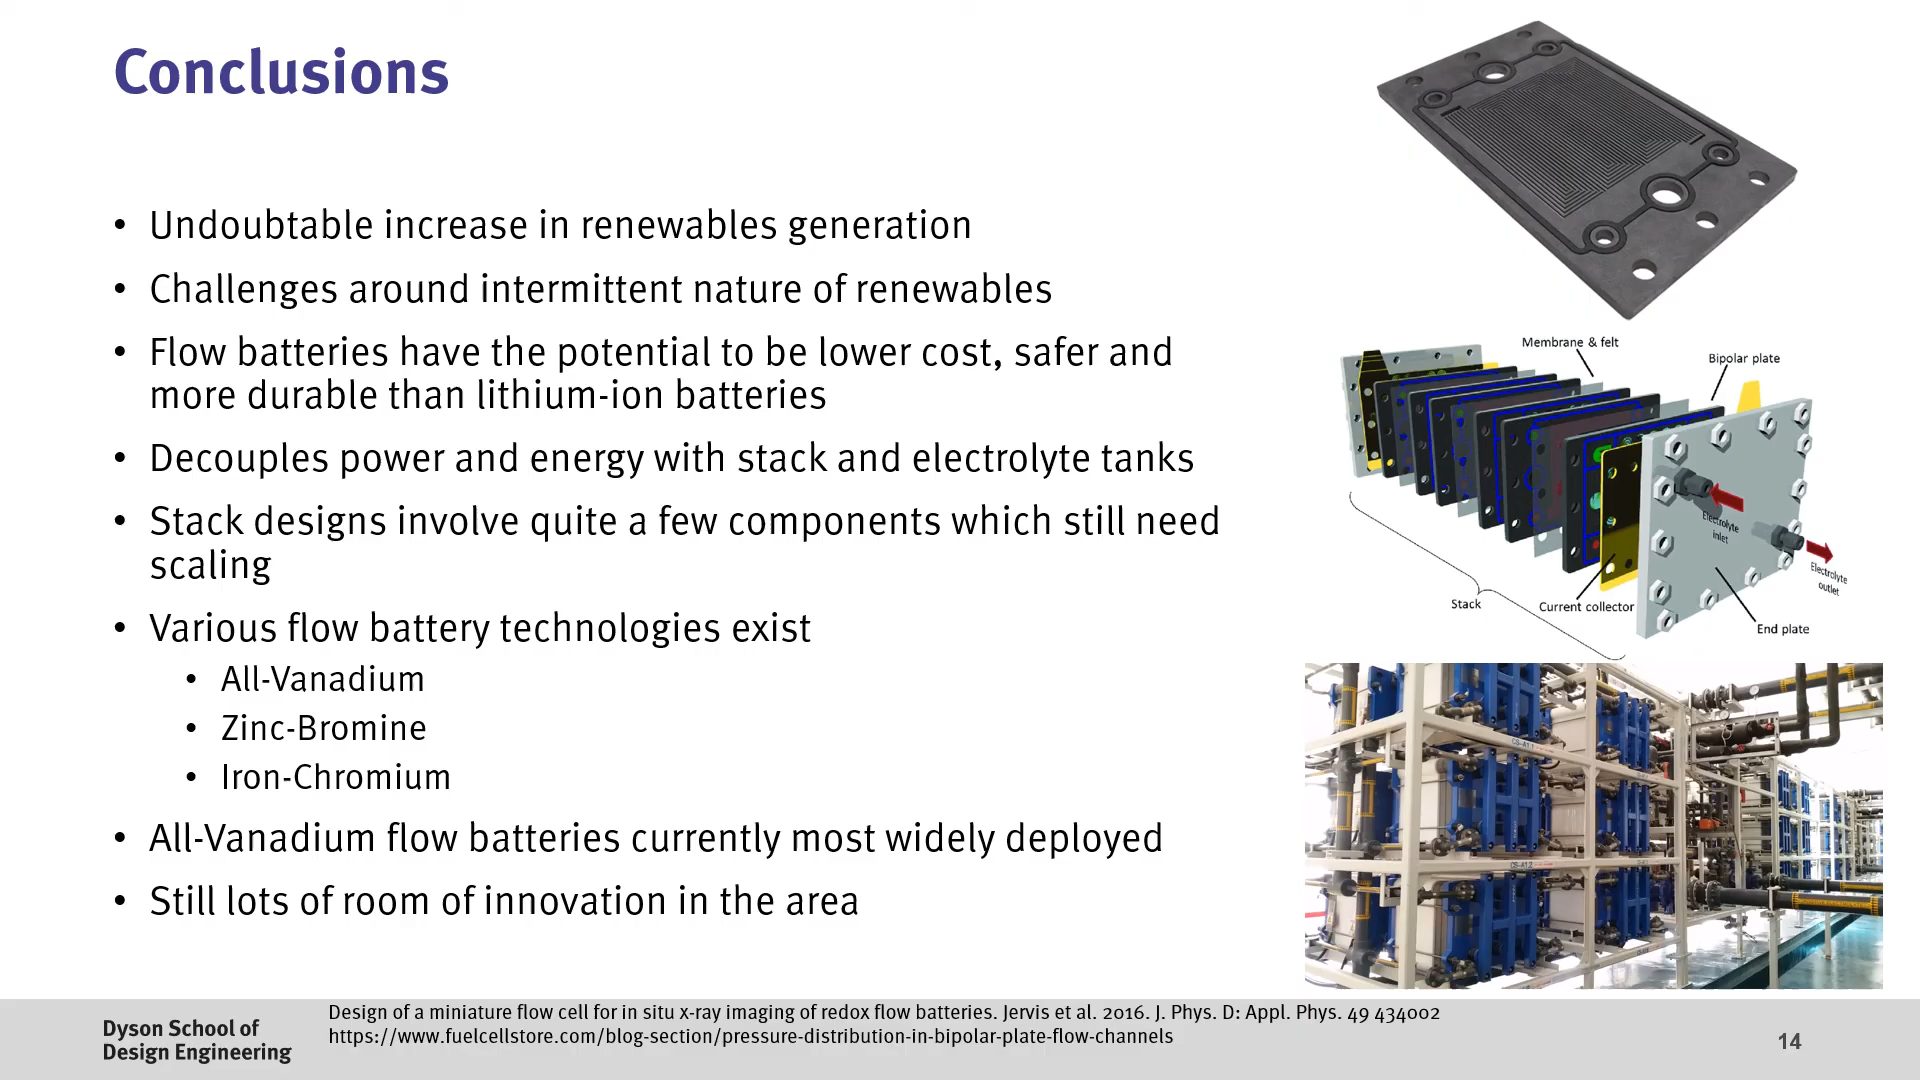 Conclusions
• Undoubtable increase in renewables generation
• Challenges around intermittent nature of renewables
• Flow batteries have the potential to be lower cost, safer and
more durable than lithium-ion batteries
• Decouples power and energy with stack and electrolyte tanks
• Stack designs involve quite a few components which still need
scaling
• Various flow battery technologies exist
• All-Vanadium
• Zinc-Bromine
• Iron-Chromium
• All-Vanadium flow batteries currently most widely deployed
• Still lots of room of innovation in the area
Membrane & felt
Bipolar plate
Electrolyte
inlet
Electrolyte
outlet
Stack
Current collector
End plate
CS-A1.1
CS-A1.2
Dyson School of
Design Engineering
Design of a miniature flow cell for in situ x-ray imaging of redox flow batteries. Jervis et al. 2016. J. Phys. D: Appl. Phys. 49 434002
https://www.fuelcellstore.com/blog-section/pressure-distribution-in-bipolar-plate-flow-channels
14